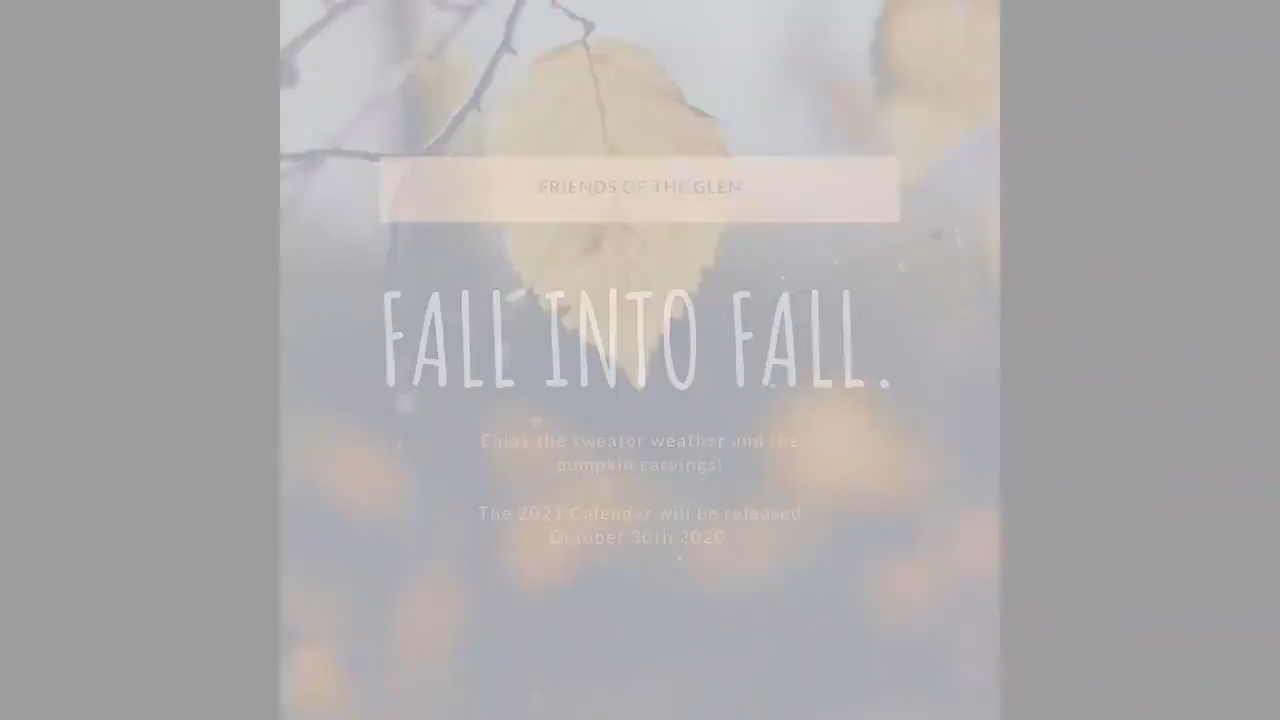 FRIENDS OF THE GLEN
FALL INTO FALL.
Enjoy the sweater weather and the
pumpkin carvings!
The 2021 Calendar will be released
October 30th 2020